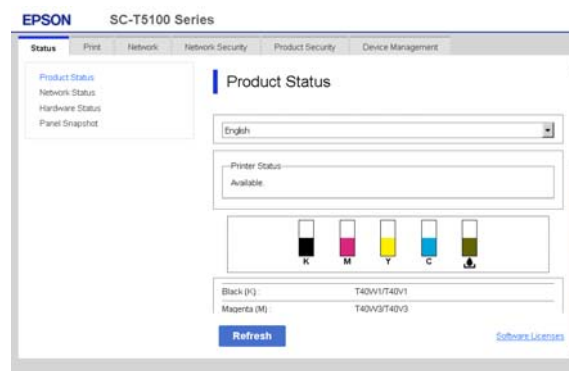 EPSON SC-T5100 Series
Status Print Network Network Security Product Security Device Management
Product Status
Network Status
Hardware Status
Panel Snapshot
Product Status
English
Printer Status
Available.
K M Y C
Black (K) : T40W1/T40V1
Magenta (M) T40W3/T40V3
Refresh
Software Licenses